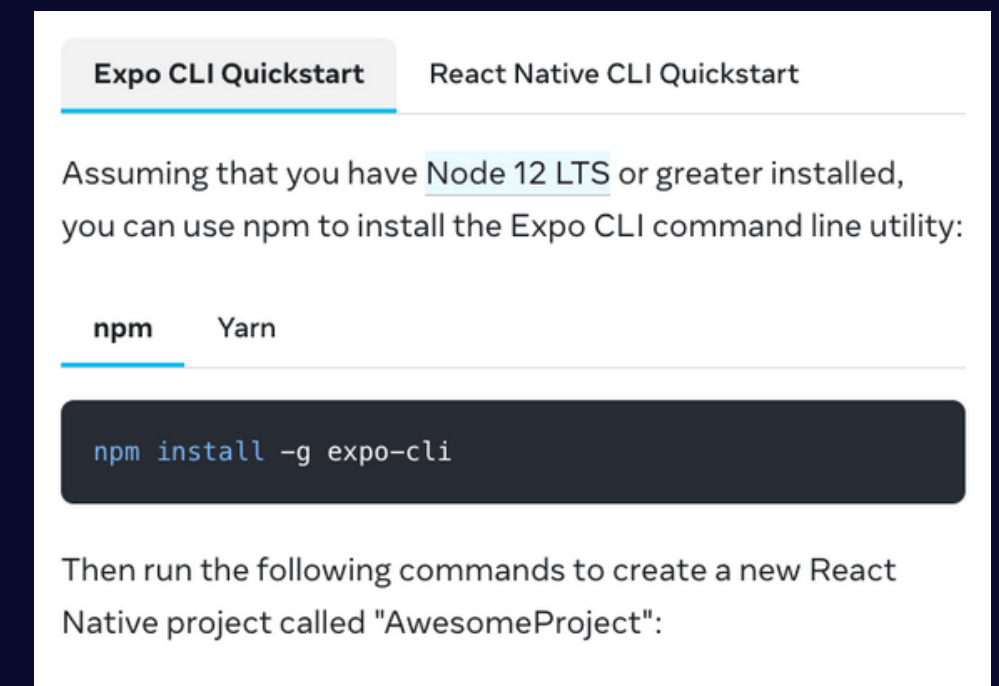 Expo CLI Quickstart React Native CLI Quickstart
Assuming that you have Node 12 LTS or greater installed,
you can use npm to install the Expo CLI command line utility:
npm Yarn
npm install -g expo-cli
Then run the following commands to create a new React
Native project called "AwesomeProject":